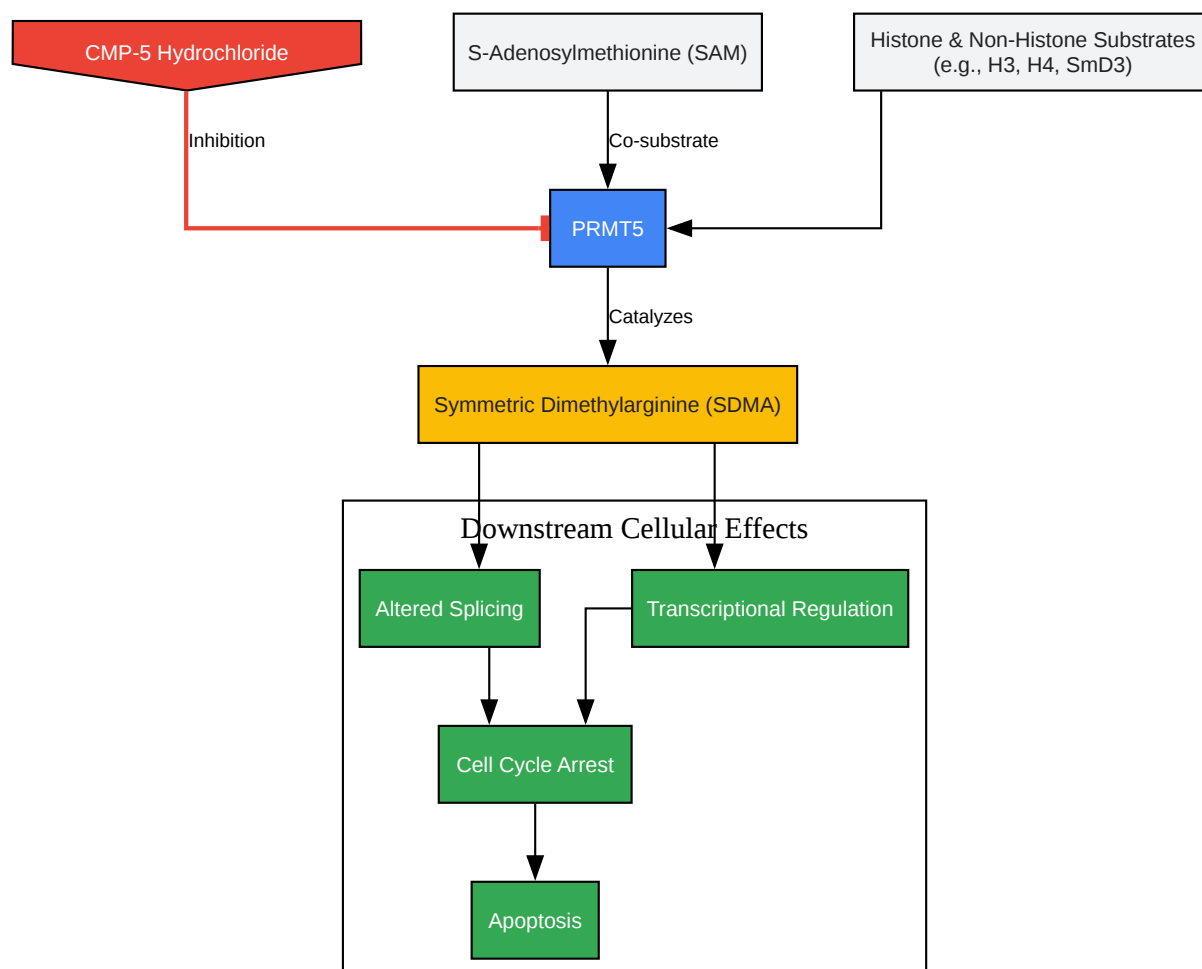 CMP-5 Hydrochloride
S-Adenosylmethionine (SAM)
Histone & Non-Histone Substrates
(e.g., H3, H4, SmD3)
Inhibition
Co-substrate
PRMT5
Catalyzes
Symmetric Dimethylarginine (SDMA)
Downstream Cellular Effects
Altered Splicing
Transcriptional Regulation
Cell Cycle Arrest
Apoptosis